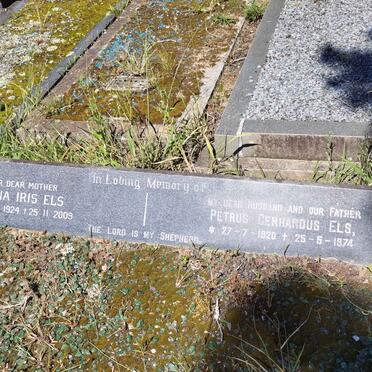 In Loving Memory of
DEAR MOTHER
IRIS ELS
1924 + 25·11·2009
MY DEAR HUSBAND AND OUR FATHER
PETRUS GERHARDUS ELS,
* 27-7-1920 + 25-5-1974
THE LORD IS MY SHEPHERD